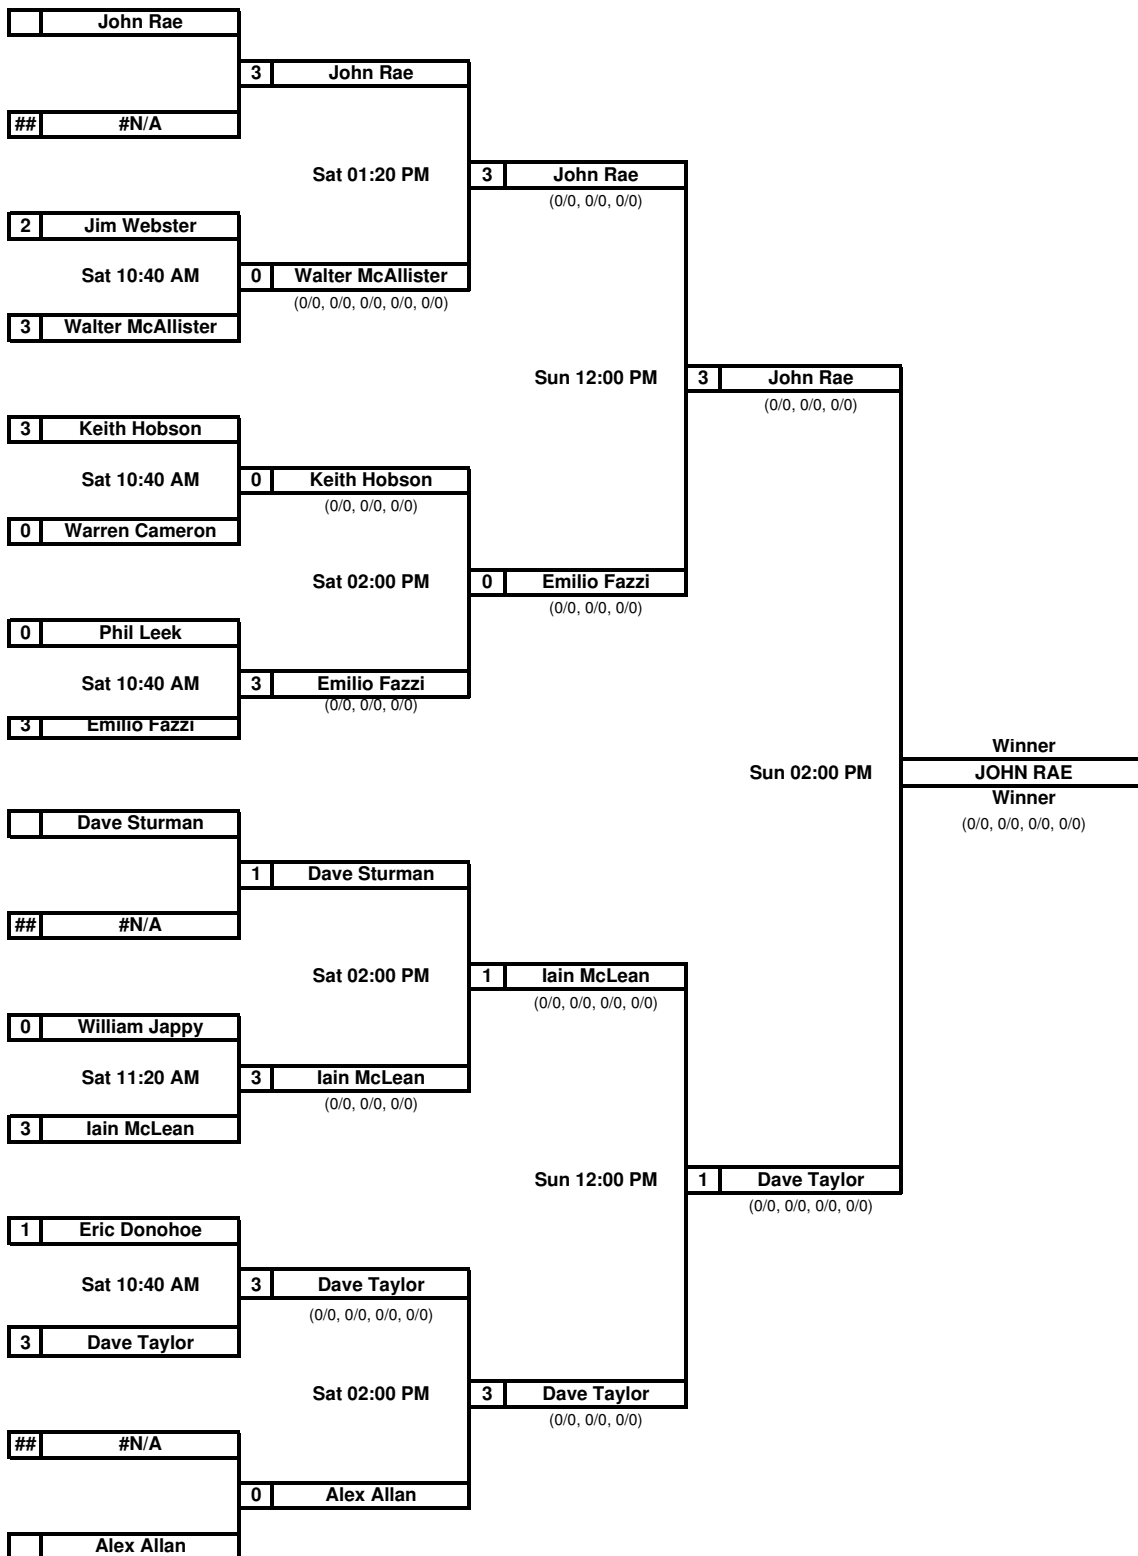 John Rae
3 John Rae
## #N/A
Sat 01:20 PM
3 John Rae
(0/0, 0/0, 0/0)
2 Jim Webster
Sat 10:40 AM
0 Walter McAllister
(0/0, 0/0, 0/0, 0/0, 0/0)
3 Walter McAllister
Sun 12:00 PM
3 John Rae
(0/0, 0/0, 0/0)
3 Keith Hobson
Sat 10:40 AM
0 Keith Hobson
(0/0, 0/0, 0/0)
0 Warren Cameron
Sat 02:00 PM
0 Emilio Fazzi
(0/0, 0/0, 0/0)
0 Phil Leek
Sat 10:40 AM
3 Emilio Fazzi
(0/0, 0/0, 0/0)
3 Emilio Fazzi
Winner
Sun 02:00 PM
JOHN RAE
Winner
(0/0, 0/0, 0/0, 0/0)
Dave Sturman
1 Dave Sturman
## #N/A
Sat 02:00 PM
1 Iain McLean
(0/0, 0/0, 0/0, 0/0)
0 William Jappy
Sat 11:20 AM
3 Iain McLean
(0/0, 0/0, 0/0)
3 Iain McLean
Sun 12:00 PM
1 Dave Taylor
(0/0, 0/0, 0/0, 0/0)
1 Eric Donohoe
Sat 10:40 AM
3 Dave Taylor
(0/0, 0/0, 0/0, 0/0)
3 Dave Taylor
Sat 02:00 PM
3 Dave Taylor
(0/0, 0/0, 0/0)
## #N/A
0 Alex Allan
Alex Allan